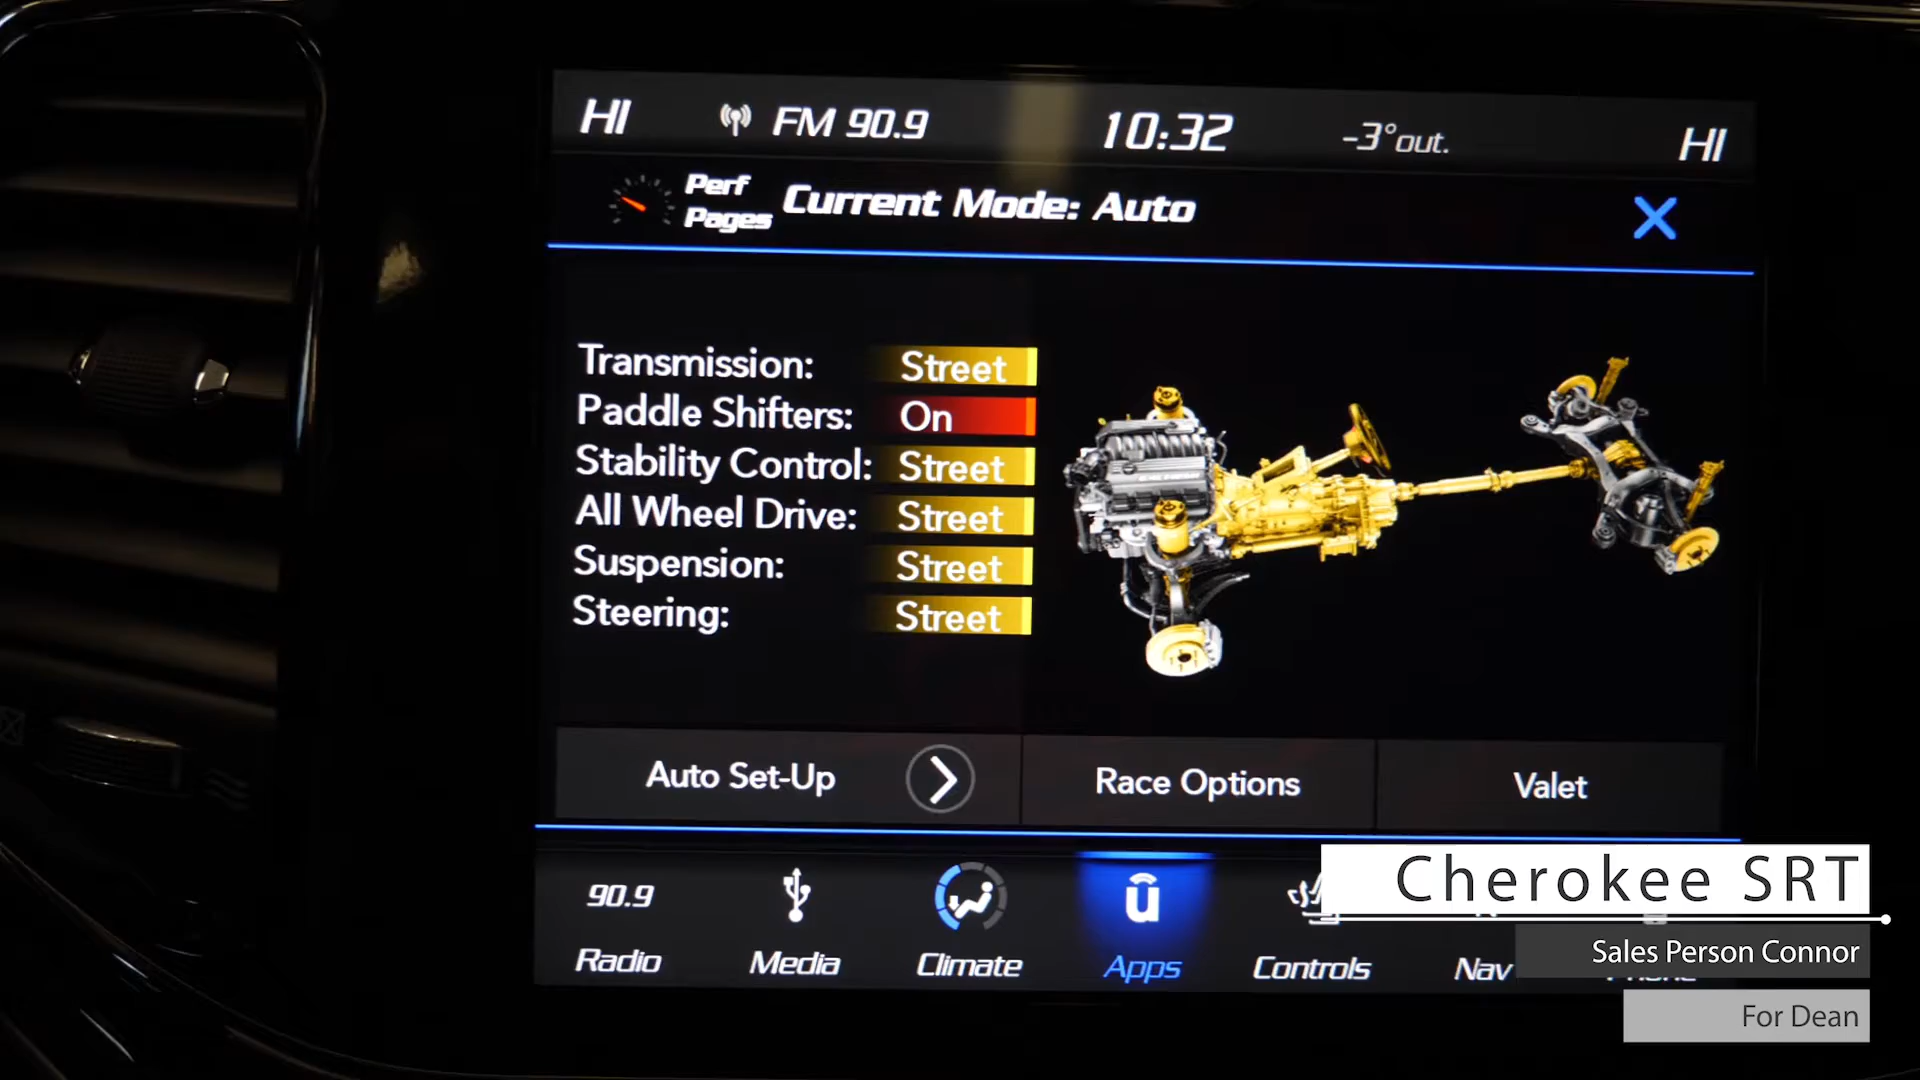 HI FM 90.9 10:32 -3°out. HI
Perf
Pages
Current Mode: Auto
Transmission: Street
Paddle Shifters: On
Stability Control: Street
All Wheel Drive: Street
Suspension: Street
Steering: Street
Auto Set-Up Race Options Valet
90.9
Radio Media Climate Apps Controls Nav
Cherokee SRT
Sales Person Connor
For Dean